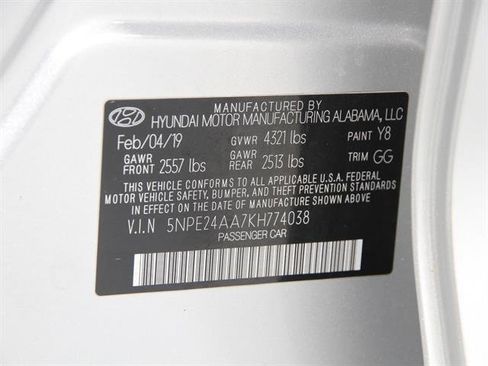 MANUFACTURED BY
HYUNDAI MOTOR MANUFACTURING ALABAMA, LLC
Feb/04/19 GVWR 4321 lbs PAINT Y8
GAWR FRONT 2557 lbs GAWR REAR 2513 lbs TRIM GG
THIS VEHICLE CONFORMS TO ALL APPLICABLE U.S.A. FEDERAL
MOTOR VEHICLE SAFETY, BUMPER, AND THEFT PREVENTION STANDARDS
IN EFFECT ON THE DATE OF MANUFACTURE SHOWN ABOVE.
V.I.N 5NPE24AA7KH774038
PASSENGER CAR